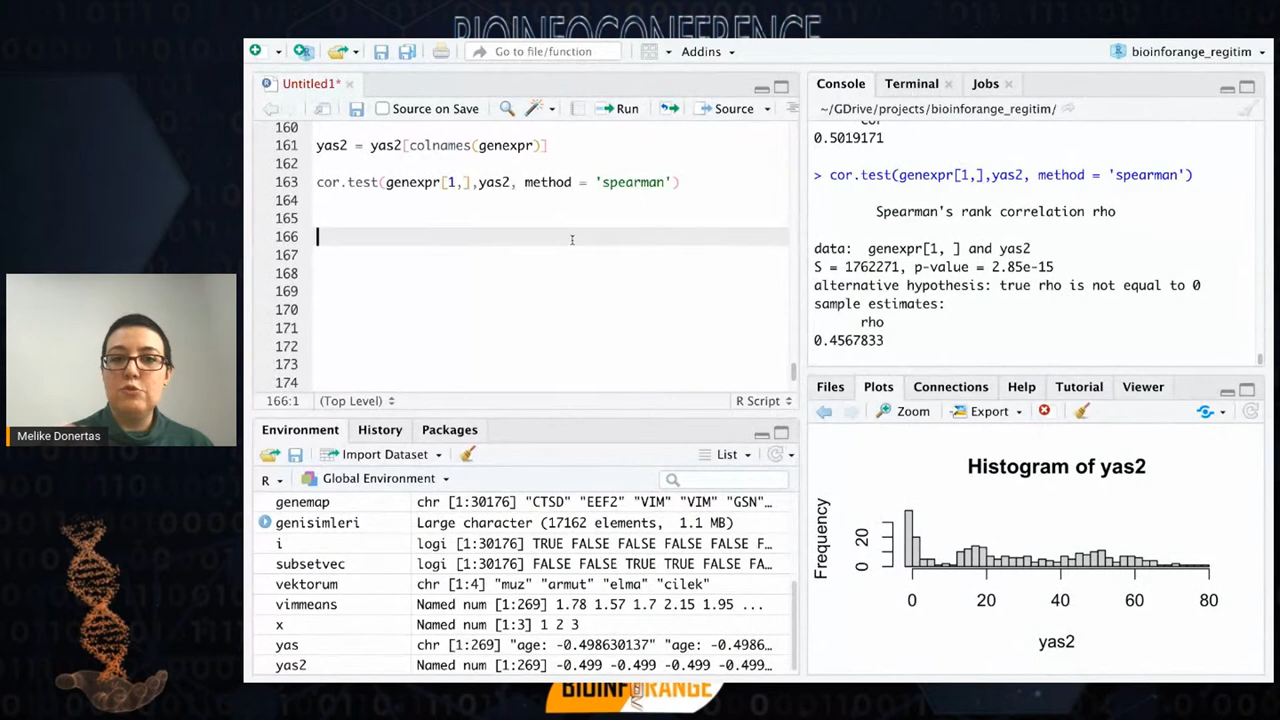 BIOINFOCONFERENCE
Go to file/function
Addins
bioinforange_regitim
Untitled1*
Source on Save
Run
Source
160
161 yas2 = yas2[colnames(genexpr)]
162
163 cor.test(genexpr[1,],yas2, method = 'spearman')
164
165
166
167
168
169
170
171
172
173
174
166:1 (Top Level) R Script
Environment History Packages
Import Dataset List
R Global Environment
genemap chr [1:30176] "CTSD" "EEF2" "VIM" "VIM" "GSN"…
genisimleri Large character (17162 elements, 1.1 MB)
i logi [1:30176] TRUE FALSE FALSE FALSE FALSE F…
subsetvec logi [1:30176] FALSE FALSE TRUE TRUE FALSE FA…
vektorum chr [1:4] "muz" "armut" "elma" "cilek"
vimmeans Named num [1:269] 1.78 1.57 1.7 2.15 1.95 ...
x Named num [1:3] 1 2 3
yas chr [1:269] "age: -0.498630137" "age: -0.4986…
yas2 Named num [1:269] -0.499 -0.499 -0.499 -0.499…
Console Terminal Jobs
~/GDrive/projects/bioinforange_regitim/
cor
0.5019171
> cor.test(genexpr[1,],yas2, method = 'spearman')
Spearman's rank correlation rho
data: genexpr[1, ] and yas2
S = 1762271, p-value = 2.85e-15
alternative hypothesis: true rho is not equal to 0
sample estimates:
rho
0.4567833
Files Plots Connections Help Tutorial Viewer
Zoom Export
Histogram of yas2
Frequency
0 20
0 20 40 60 80
yas2
Melike Donertas
BIOINFORANGE